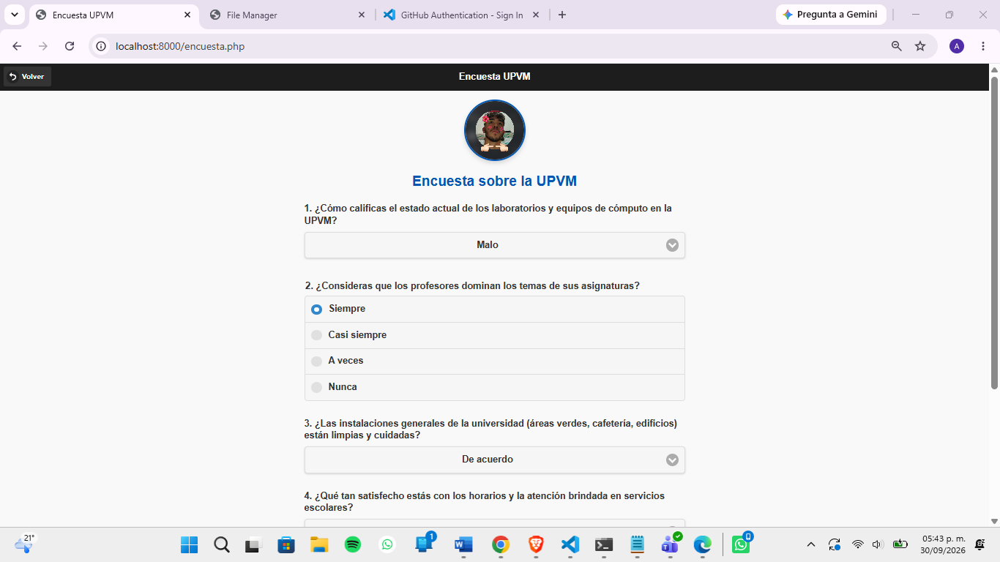 Encuesta UPVM
File Manager
GitHub Authentication - Sign In
Pregunta a Gemini
localhost:8000/encuesta.php
A
Volver
Encuesta UPVM
Encuesta sobre la UPVM
1. ¿Cómo calificas el estado actual de los laboratorios y equipos de cómputo en la
UPVM?
Malo
2. ¿Consideras que los profesores dominan los temas de sus asignaturas?
Siempre
Casi siempre
A veces
Nunca
3. ¿Las instalaciones generales de la universidad (áreas verdes, cafetería, edificios)
están limpias y cuidadas?
De acuerdo
4. ¿Qué tan satisfecho estás con los horarios y la atención brindada en servicios
escolares?
21°
1
05:43 p. m.
30/09/2026